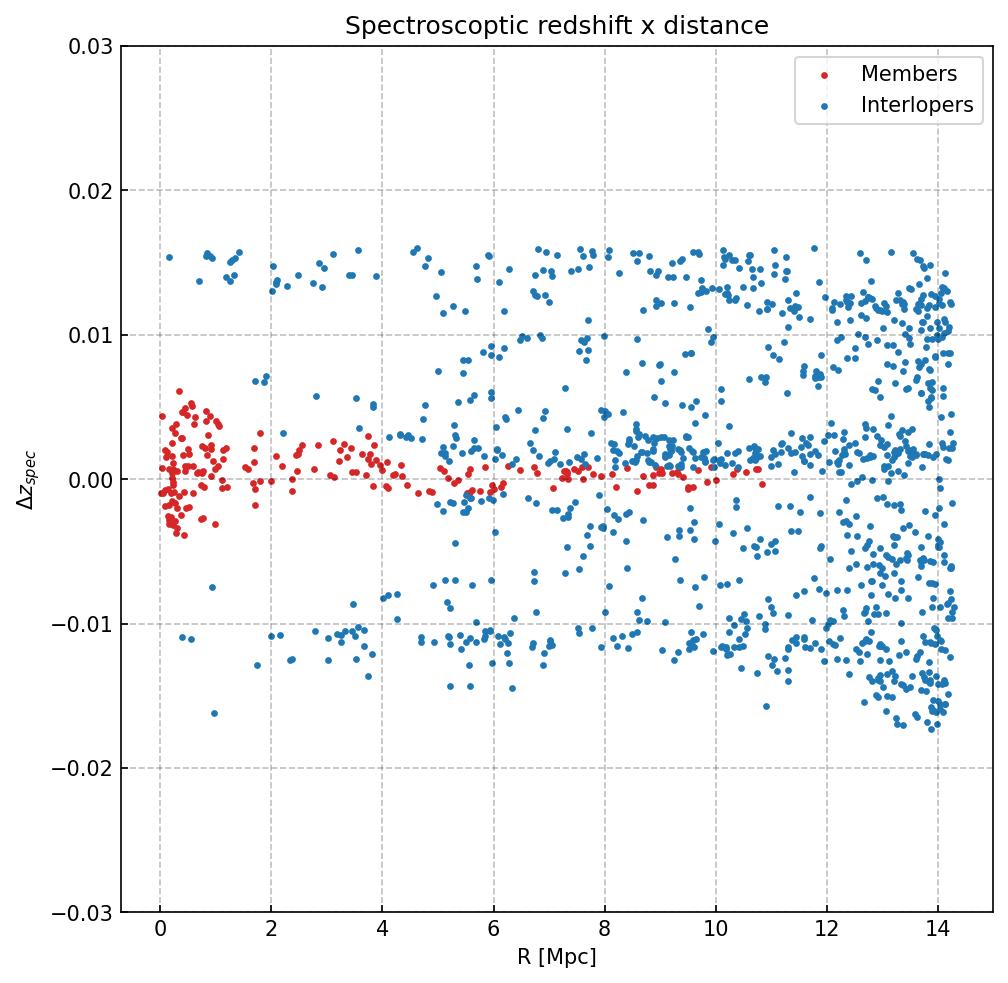 Spectroscoptic redshift x distance
Members
Interlopers
0.03
0.02
0.01
0.00
−0.01
−0.02
−0.03
Δz_spec
0 2 4 6 8 10 12 14
R [Mpc]